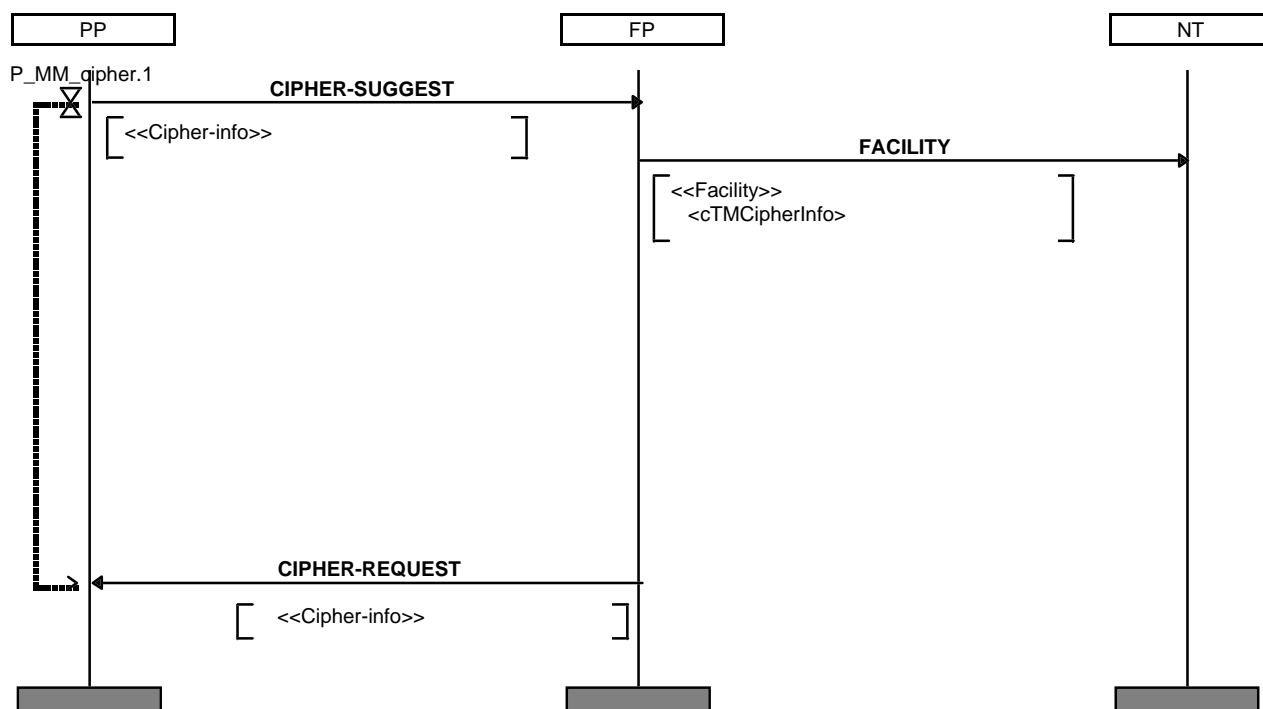 PP
FP
NT
P_MM_cipher.1
CIPHER-SUGGEST
<<Cipher-info>>
FACILITY
<<Facility>>
<cTMCipherInfo>
CIPHER-REQUEST
<<Cipher-info>>